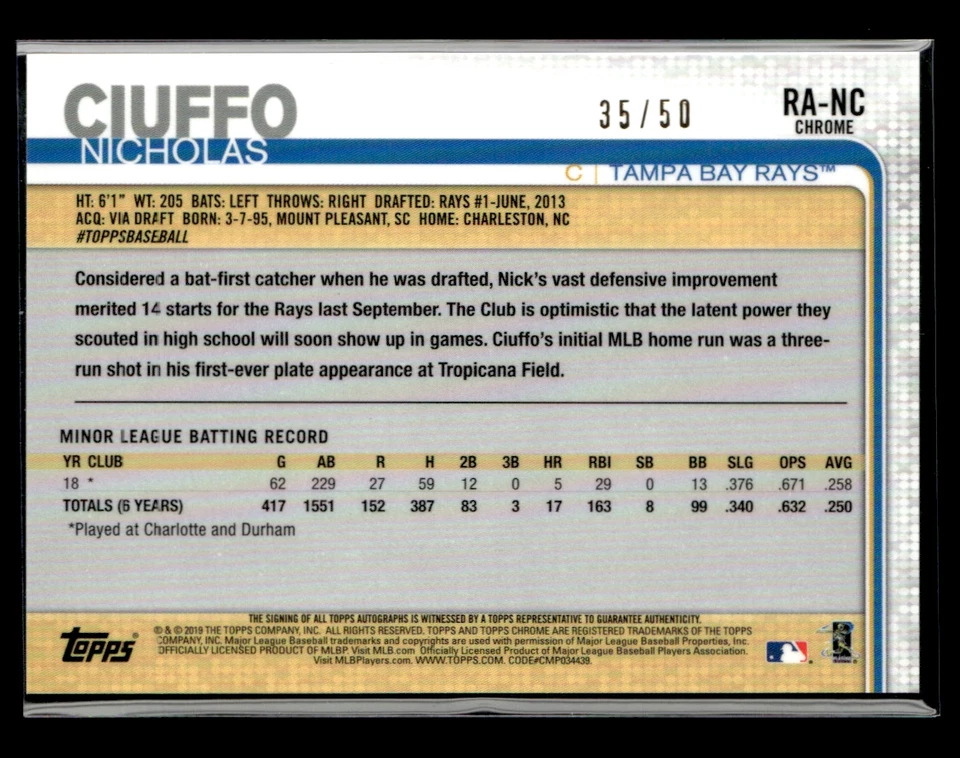 CIUFFO
NICHOLAS
35/50
RA-NC
CHROME
C | TAMPA BAY RAYS™
HT: 6'1" WT: 205 BATS: LEFT THROWS: RIGHT DRAFTED: RAYS #1-JUNE, 2013
ACQ: VIA DRAFT BORN: 3-7-95, MOUNT PLEASANT, SC HOME: CHARLESTON, NC
#TOPPSBASEBALL
Considered a bat-first catcher when he was drafted, Nick's vast defensive improvement
merited 14 starts for the Rays last September. The Club is optimistic that the latent power they
scouted in high school will soon show up in games. Ciuffo's initial MLB home run was a three-
run shot in his first-ever plate appearance at Tropicana Field.
MINOR LEAGUE BATTING RECORD
YR CLUB G AB R H 2B 3B HR RBI SB BB SLG OPS AVG
18 * 62 229 27 59 12 0 5 29 0 13 .376 .671 .258
TOTALS (6 YEARS) 417 1551 152 387 83 3 17 163 8 99 .340 .632 .250
*Played at Charlotte and Durham
THE SIGNING OF ALL TOPPS AUTOGRAPHS IS WITNESSED BY A TOPPS REPRESENTATIVE TO GUARANTEE AUTHENTICITY.
® & © 2019 THE TOPPS COMPANY, INC. ALL RIGHTS RESERVED. TOPPS AND TOPPS CHROME ARE REGISTERED TRADEMARKS OF THE TOPPS
COMPANY, INC. Major League Baseball trademarks and copyrights are used with permission of Major League Baseball Properties, Inc.
OFFICIALLY LICENSED PRODUCT OF MLBP. Visit MLB.com Officially Licensed Product of Major League Baseball Players Association.
Visit MLBPlayers.com. WWW.TOPPS.COM. CODE#CMP034439.
Topps®